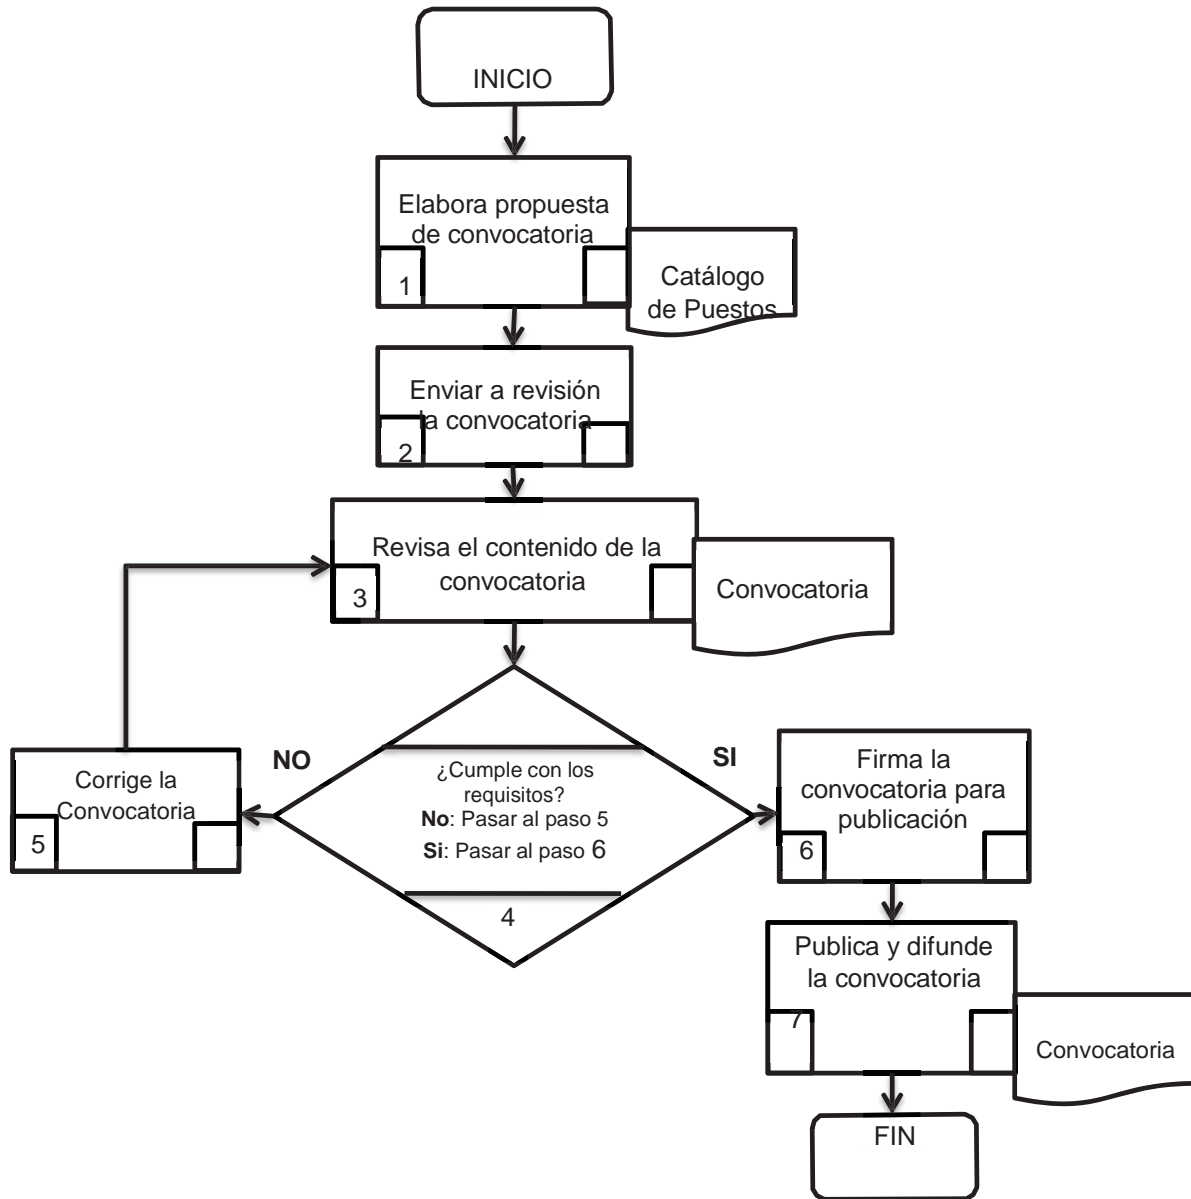 INICIO
Elabora propuesta
de convocatoria
1
Catálogo
de Puestos
Enviar a revisión
la convocatoria
2
Revisa el contenido de la
convocatoria
3
Convocatoria
NO
SI
¿Cumple con los
requisitos?
No: Pasar al paso 5
Si: Pasar al paso 6
4
Corrige la
Convocatoria
5
Firma la
convocatoria para
publicación
6
Publica y difunde
la convocatoria
7
Convocatoria
FIN